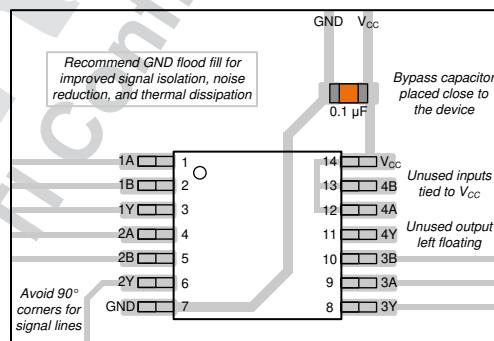 GND VCC
Recommend GND flood fill for
improved signal isolation, noise
reduction, and thermal dissipation
Bypass capacitor
placed close to
the device
0.1 µF
1A 1 14 VCC
1B 2 13 4B
1Y 3 12 4A
2A 4 11 4Y
2B 5 10 3B
2Y 6 9 3A
GND 7 8 3Y
Unused inputs
tied to VCC
Unused output
left floating
Avoid 90°
corners for
signal lines